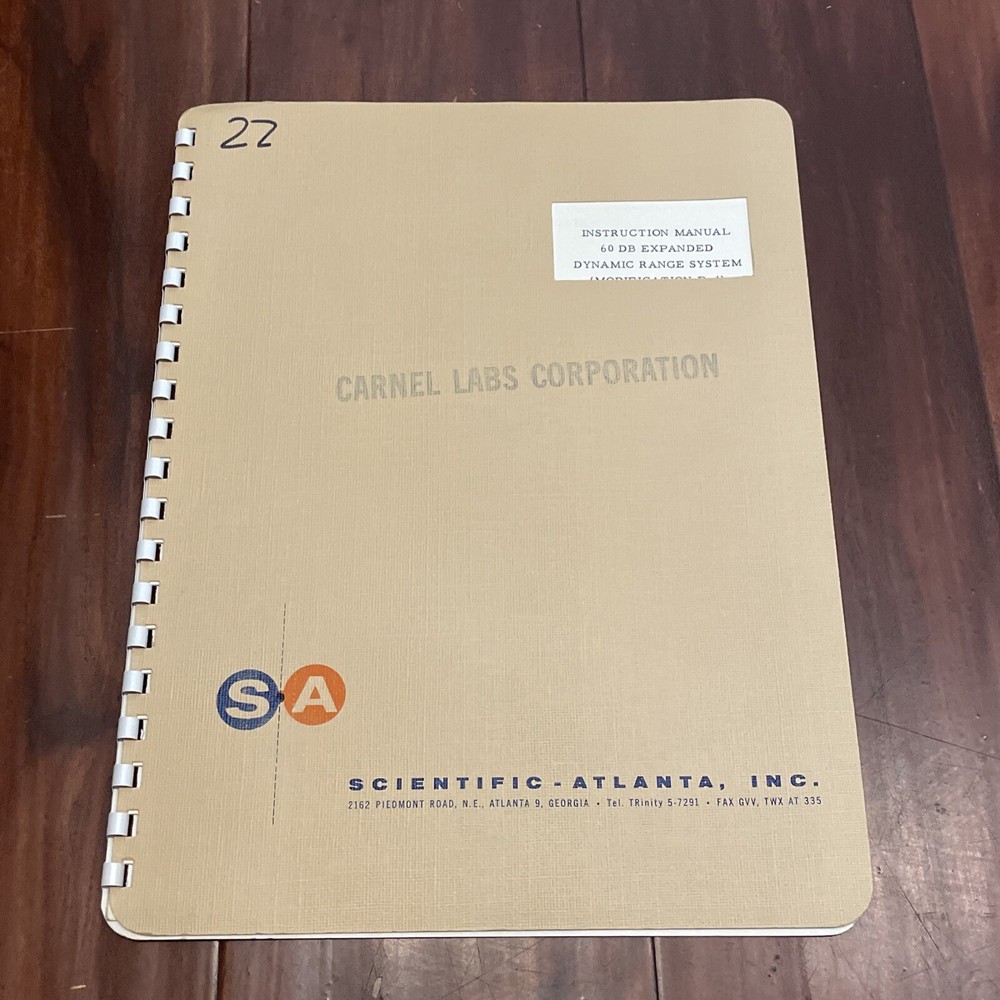 22
INSTRUCTION MANUAL
60 DB EXPANDED
DYNAMIC RANGE SYSTEM
(MODIFICATION
CARNEL LABS CORPORATION
S A
SCIENTIFIC-ATLANTA, INC.
2162 PIEDMONT ROAD, N.E., ATLANTA 9, GEORGIA • Tel. TRinity 5-7291 • FAX GVV, TWX AT 335